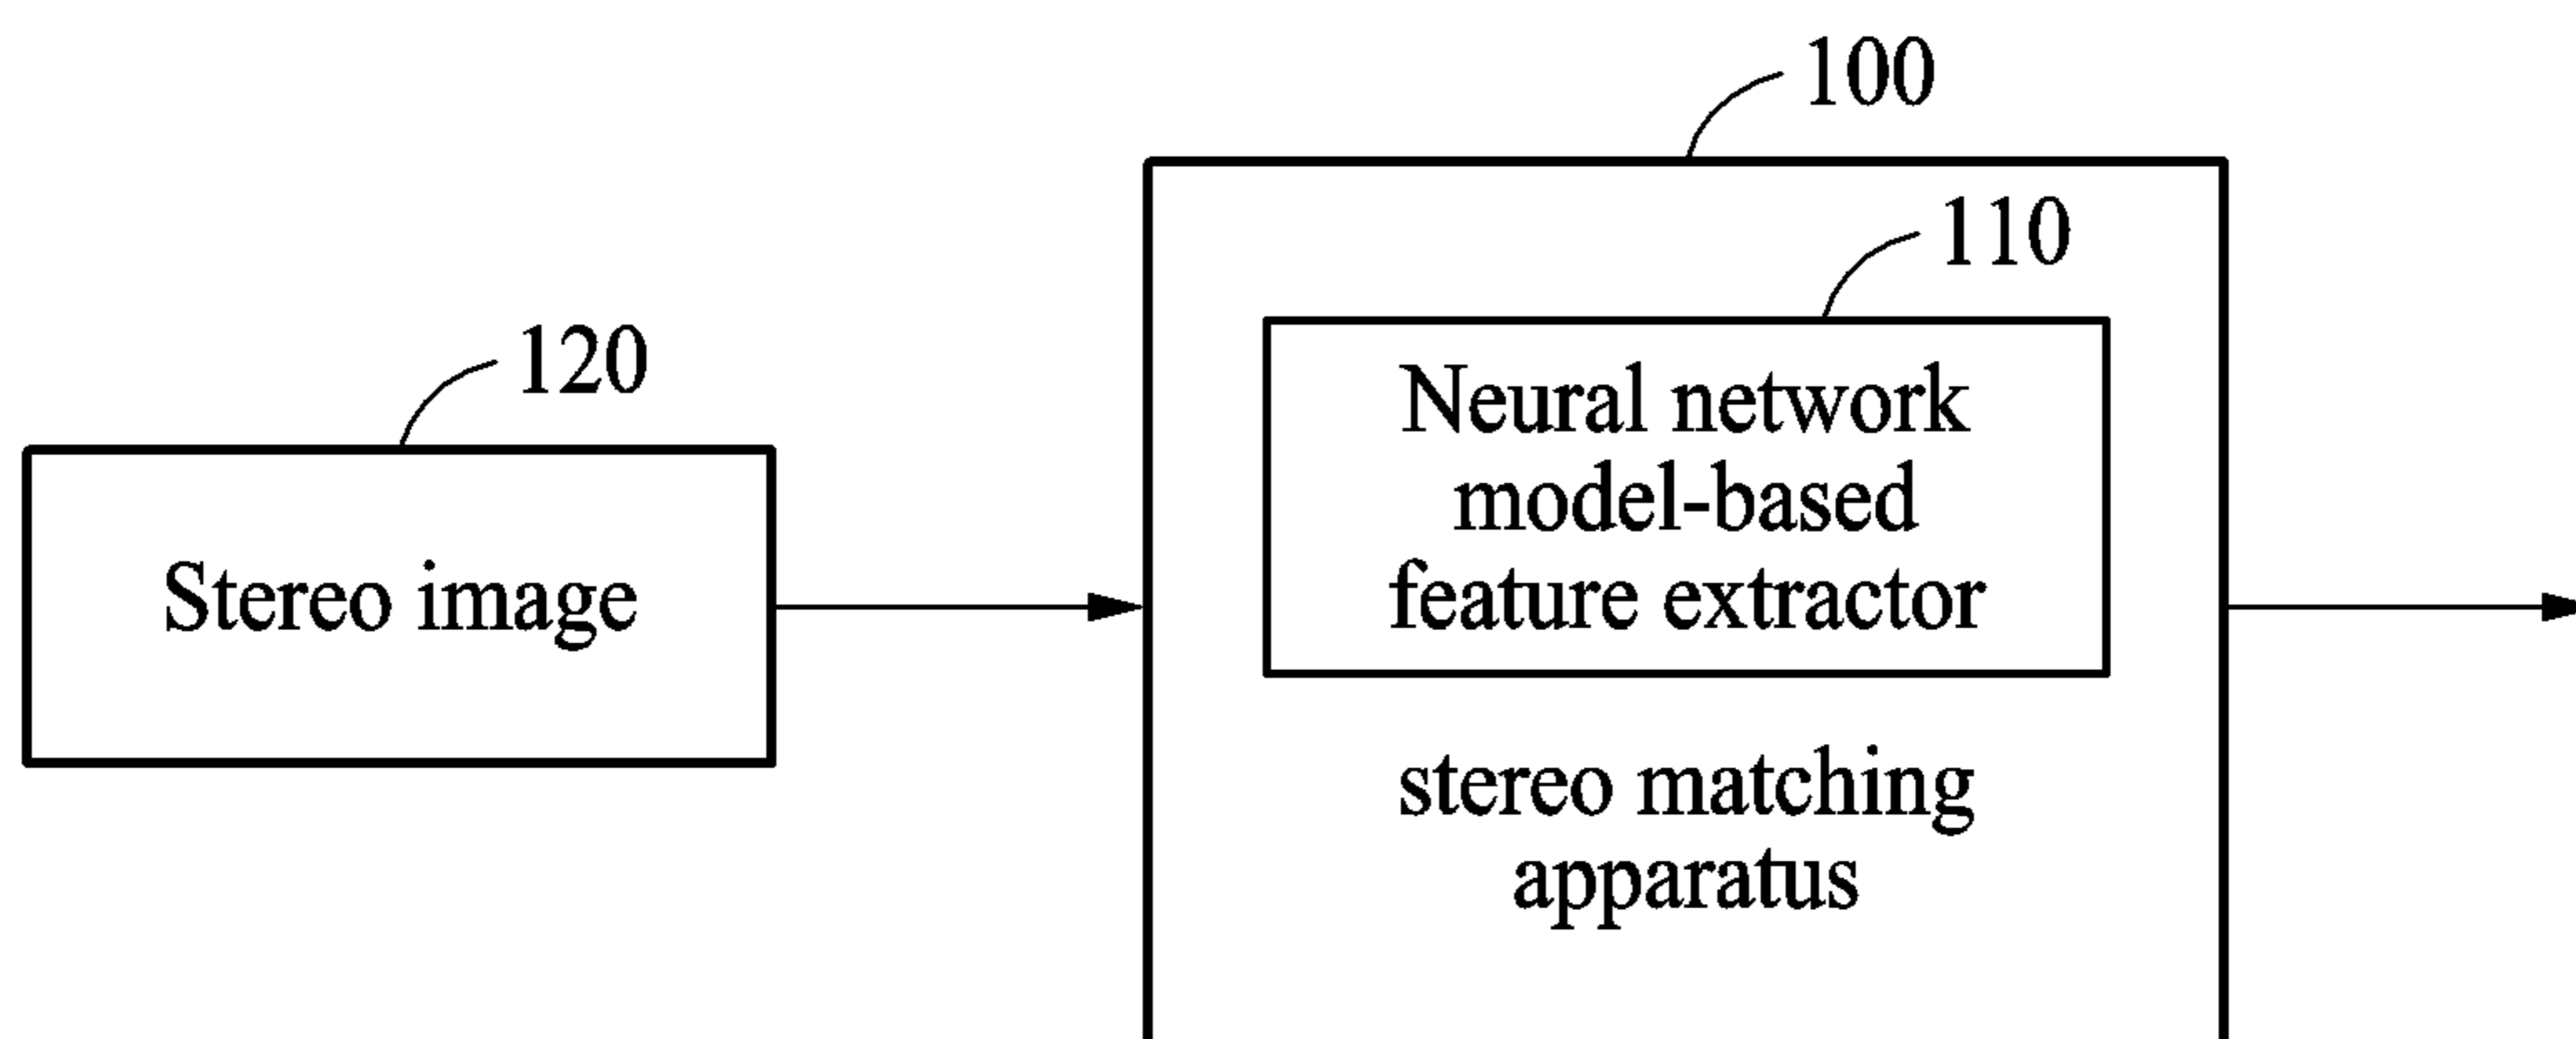 100
110
120
Neural network
model-based
feature extractor
Stereo image
stereo matching
apparatus